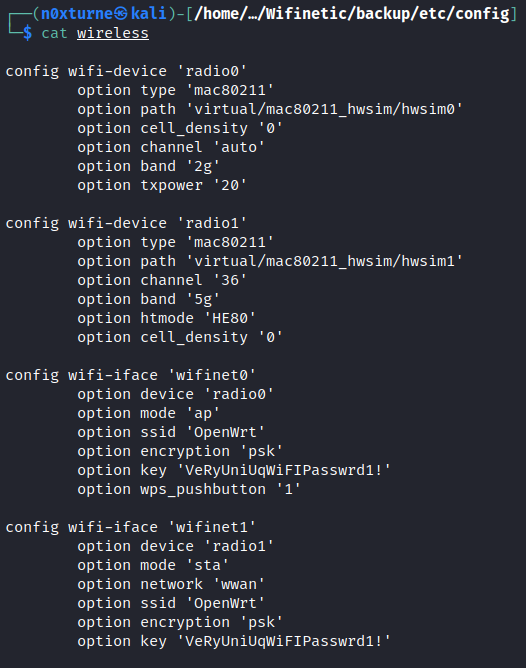 ┌──(n0xturne㉿kali)-[/home/…/Wifinetic/backup/etc/config]
└─$ cat wireless
config wifi-device 'radio0'
option type 'mac80211'
option path 'virtual/mac80211_hwsim/hwsim0'
option cell_density '0'
option channel 'auto'
option band '2g'
option txpower '20'
config wifi-device 'radio1'
option type 'mac80211'
option path 'virtual/mac80211_hwsim/hwsim1'
option channel '36'
option band '5g'
option htmode 'HE80'
option cell_density '0'
config wifi-iface 'wifinet0'
option device 'radio0'
option mode 'ap'
option ssid 'OpenWrt'
option encryption 'psk'
option key 'VeRyUniUqWiFIPasswrd1!'
option wps_pushbutton '1'
config wifi-iface 'wifinet1'
option device 'radio1'
option mode 'sta'
option network 'wwan'
option ssid 'OpenWrt'
option encryption 'psk'
option key 'VeRyUniUqWiFIPasswrd1!'